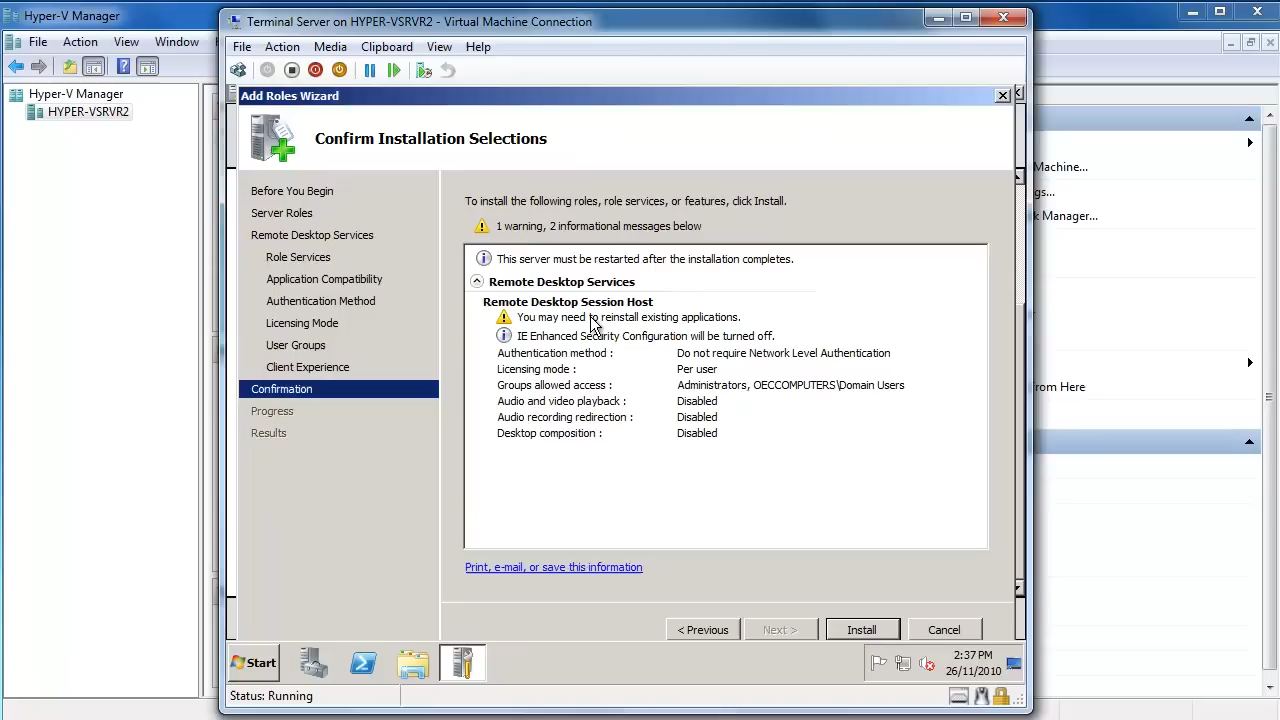 Hyper-V Manager
File Action View Window
Hyper-V Manager
HYPER-VSRVR2
Terminal Server on HYPER-VSRVR2 - Virtual Machine Connection
File Action Media Clipboard View Help
Add Roles Wizard
Confirm Installation Selections
Before You Begin
Server Roles
Remote Desktop Services
Role Services
Application Compatibility
Authentication Method
Licensing Mode
User Groups
Client Experience
Confirmation
Progress
Results
To install the following roles, role services, or features, click Install.
1 warning, 2 informational messages below
This server must be restarted after the installation completes.
Remote Desktop Services
Remote Desktop Session Host
You may need to reinstall existing applications.
IE Enhanced Security Configuration will be turned off.
Authentication method : Do not require Network Level Authentication
Licensing mode : Per user
Groups allowed access : Administrators, OECCOMPUTERS\Domain Users
Audio and video playback : Disabled
Audio recording redirection : Disabled
Desktop composition : Disabled
Print, e-mail, or save this information
< Previous Next > Install Cancel
Start
2:37 PM
26/11/2010
Status: Running
Machine...
gs...
k Manager...
From Here